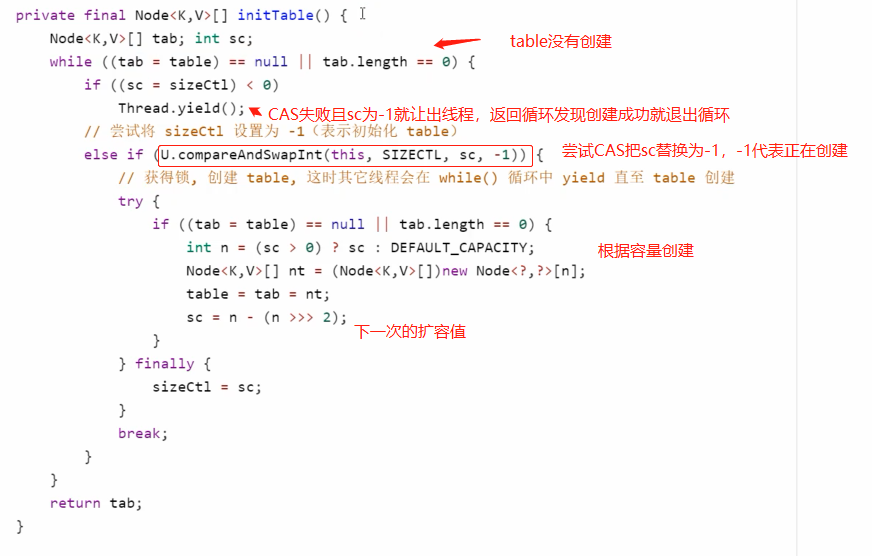 private final Node<K,V>[] initTable() {
Node<K,V>[] tab; int sc;
table没有创建
while ((tab = table) == null || tab.length == 0) {
if ((sc = sizeCtl) < 0)
Thread.yield();
CAS失败且sc为-1就让出线程，返回循环发现创建成功就退出循环
// 尝试将 sizeCtl 设置为 -1（表示初始化 table）
else if (U.compareAndSwapInt(this, SIZECTL, sc, -1)) {
尝试CAS把sc替换为-1，-1代表正在创建
// 获得锁, 创建 table, 这时其它线程会在 while() 循环中 yield 直至 table 创建
try {
if ((tab = table) == null || tab.length == 0) {
int n = (sc > 0) ? sc : DEFAULT_CAPACITY;
根据容量创建
Node<K,V>[] nt = (Node<K,V>[])new Node<?,?>[n];
table = tab = nt;
sc = n - (n >>> 2);
下一次的扩容值
}
} finally {
sizeCtl = sc;
}
break;
}
}
return tab;
}